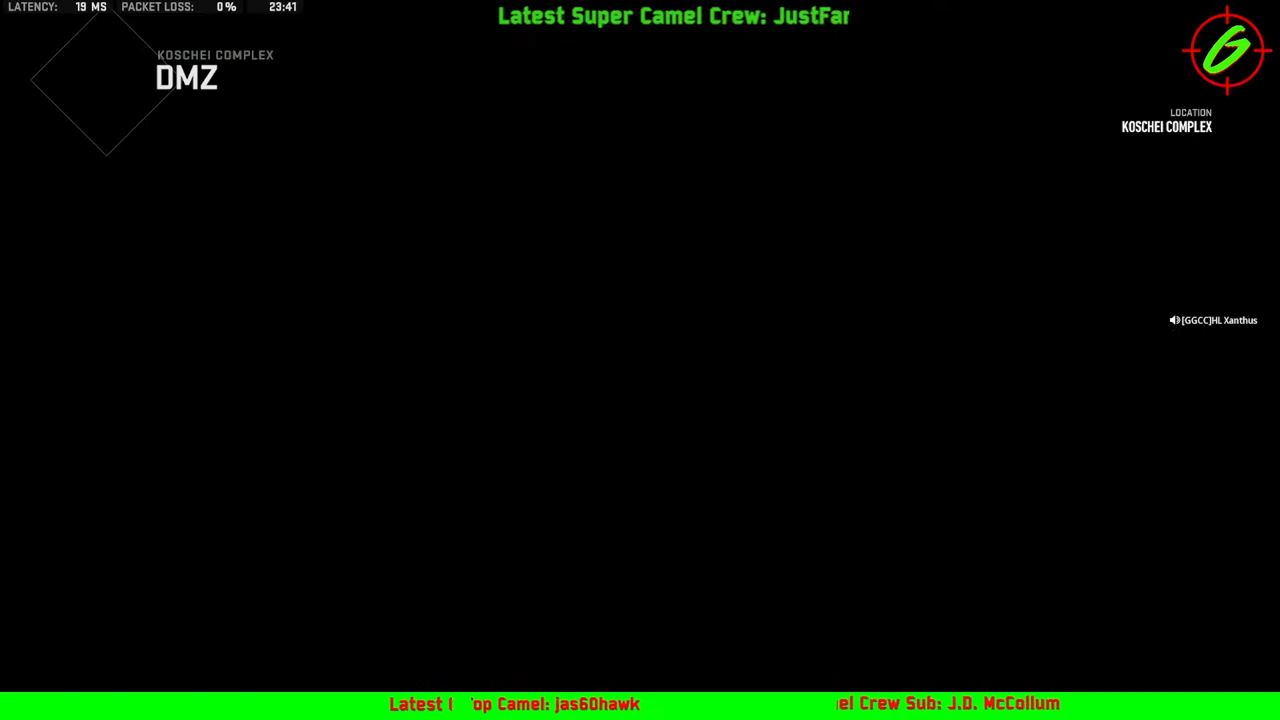 LATENCY: 19 MS PACKET LOSS: 0% 23:41
Latest Super Camel Crew: JustFar
KOSCHEI COMPLEX
DMZ
G
LOCATION
KOSCHEI COMPLEX
[GGCC]HL Xanthus
Latest op Camel: jas60hawk el Crew Sub: J.D. McCollum